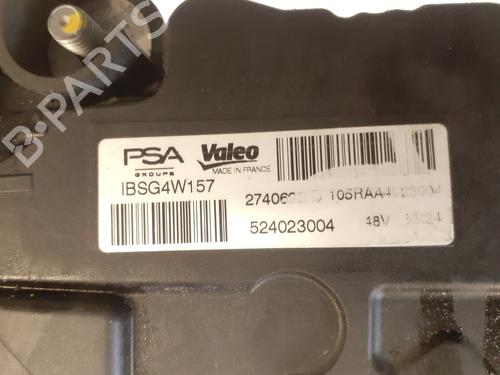 B-PARTS
PSA
GROUPE
Valeo
MADE IN FRANCE
IBSG4W157
524023004
48V